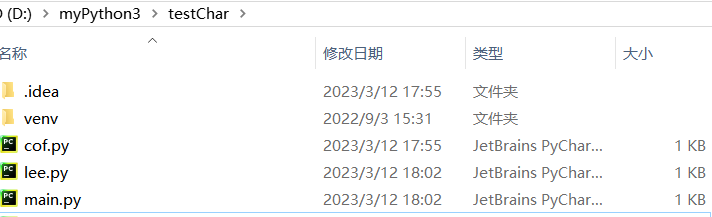 (D:) > myPython3 > testChar >
名称 修改日期 类型 大小
.idea 2023/3/12 17:55 文件夹
venv 2022/9/3 15:31 文件夹
cof.py 2023/3/12 17:55 JetBrains PyChar... 1 KB
lee.py 2023/3/12 18:02 JetBrains PyChar... 1 KB
main.py 2023/3/12 18:02 JetBrains PyChar... 1 KB